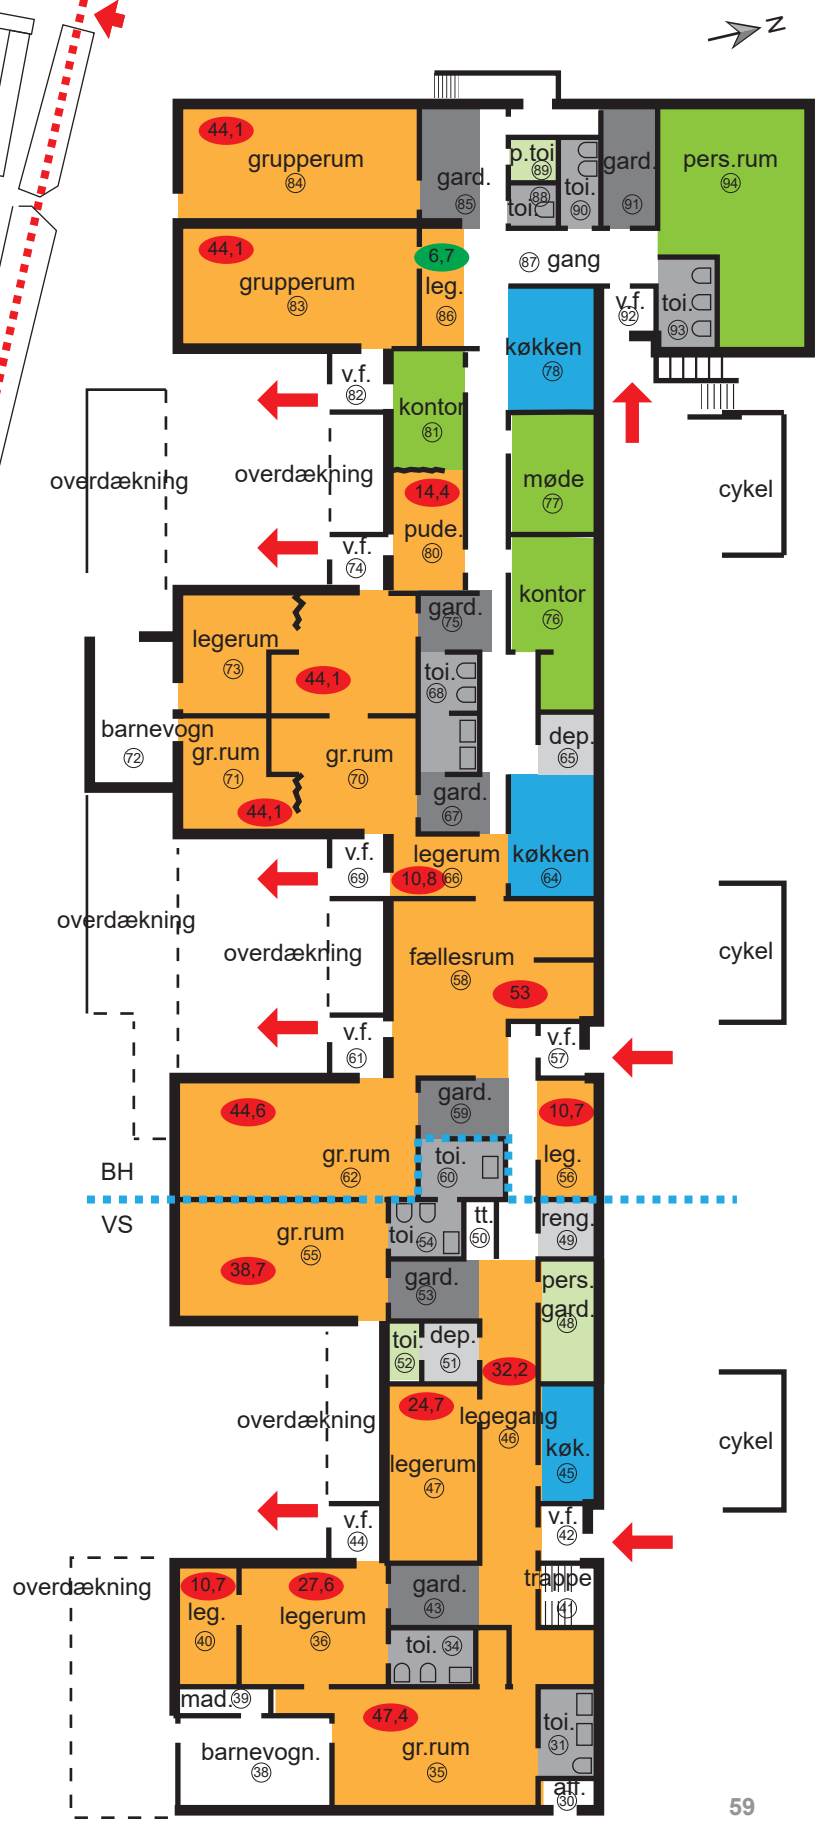 N
44,1
grupperum
84
gard.
85
p.toi
89
toi.
88
toi.
90
gard.
91
pers.rum
94
44,1
grupperum
83
6,7
leg.
86
87 gang
v.f.
92
toi.
93
køkken
78
v.f.
82
kontor
81
overdækning
overdækning
14,4
pude.
80
møde
77
cykel
v.f.
74
kontor
76
legerum
73
44,1
gard.
75
toi.
68
barnevogn
72
gr.rum
71
gr.rum
70
44,1
dep.
65
gard.
67
v.f.
69
legerum
10,8 66
køkken
64
overdækning
overdækning
fællesrum
58
53
cykel
v.f.
61
v.f.
57
44,6
gr.rum
62
gard.
59
10,7
leg.
56
toi.
60
BH
VS
gr.rum
55
38,7
toi.
54
tt.
50
reng.
49
gard.
53
pers.
gard.
48
toi.
52
dep.
51
32,2
24,7
legerum
47
legegang
46
overdækning
køk.
45
cykel
v.f.
44
v.f.
42
overdækning
10,7
leg.
40
27,6
legerum
36
gard.
43
trappe
41
toi. 34
mad. 39
47,4
gr.rum
35
barnevogn.
38
toi.
31
aff.
30
59